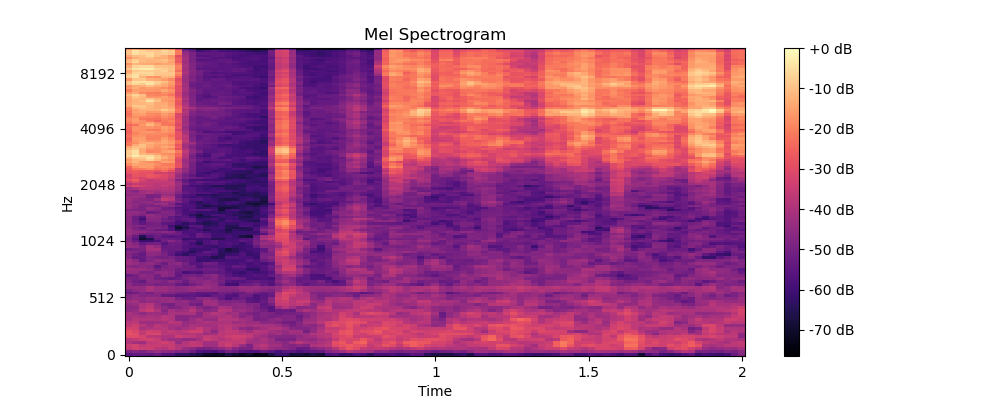 Mel Spectrogram
Hz
8192
4096
2048
1024
512
0
0 0.5 1 1.5 2
Time
+0 dB
-10 dB
-20 dB
-30 dB
-40 dB
-50 dB
-60 dB
-70 dB